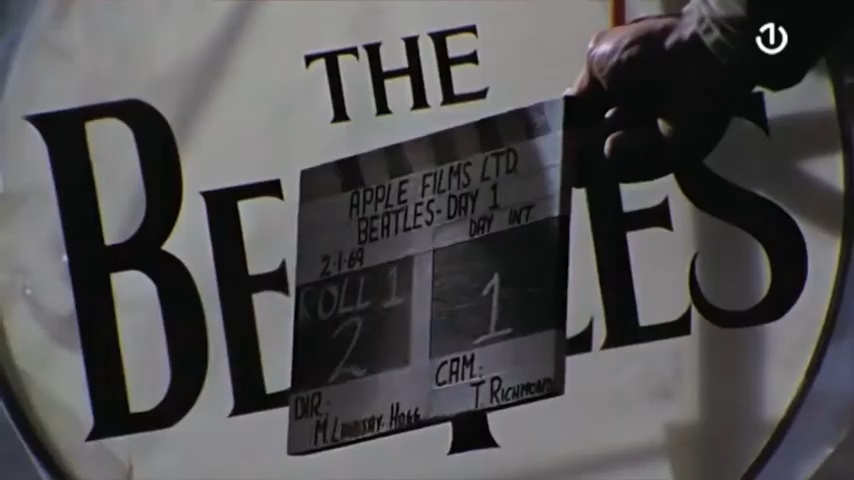 THE
BEATLES
APPLE FILMS LTD
BEATLES-DAY 1
DAY INT.
2·1·69
ROLL 1
2
1
CAM:
T. RICHMOND
DIR:
M. LINDSAY-HOGG
1